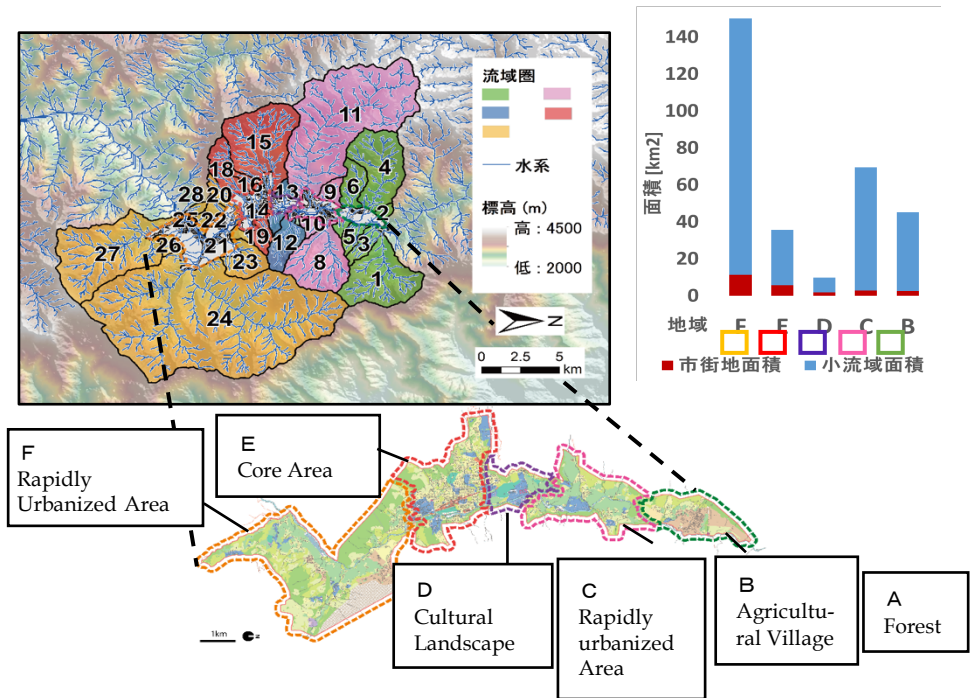 流域圏
水系
標高(m)
高:4500
低:2000
N
0 2.5 5
km
11
15
4
18
6
16
13
9
28
20
2
14
10
25
22
5
3
19
12
26
21
27
23
8
1
24
面積 [km2]
140
120
100
80
60
40
20
0
地域 F E D C B
市街地面積 小流域面積
F
Rapidly
Urbanized Area
E
Core Area
D
Cultural
Landscape
C
Rapidly
urbanized
Area
B
Agricultu-
ral Village
A
Forest
1km